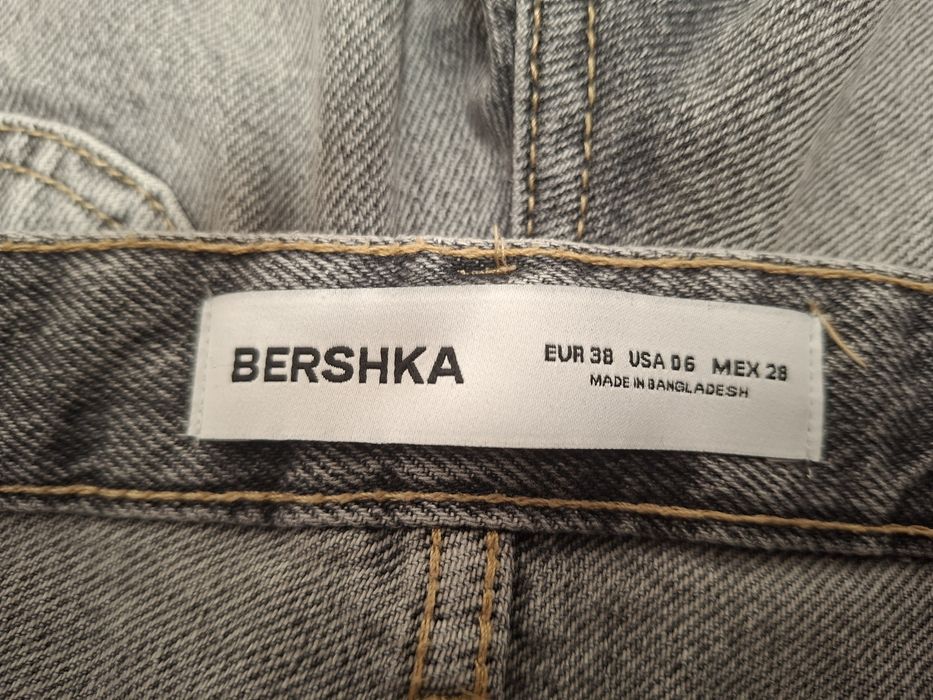 BERSHKA
EUR 38 USA 06 MEX 28
MADE IN BANGLADESH